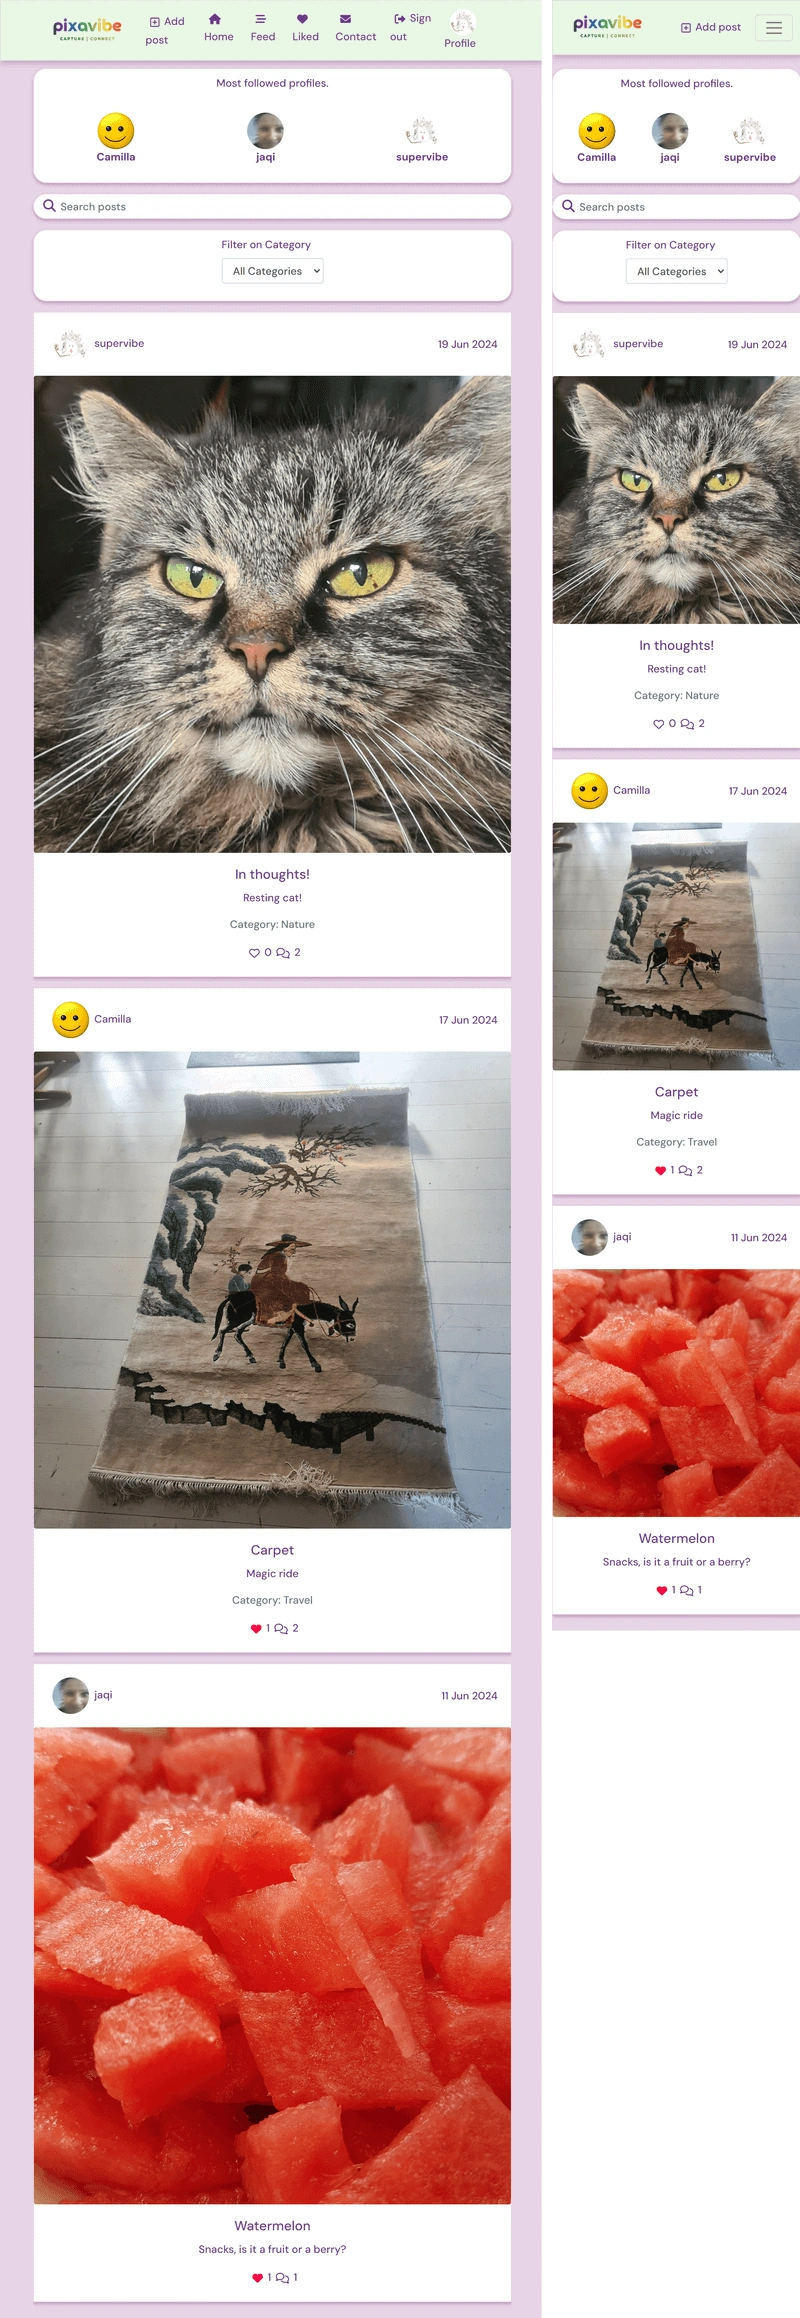 pixavibe
CAPTURE | CONNECT
Add post
Home
Feed
Liked
Contact
Sign out
Profile
Most followed profiles.
Camilla
jaqi
supervibe
Search posts
Filter on Category
All Categories
supervibe
19 Jun 2024
In thoughts!
Resting cat!
Category: Nature
0 2
Camilla
17 Jun 2024
Carpet
Magic ride
Category: Travel
1 2
jaqi
11 Jun 2024
Watermelon
Snacks, is it a fruit or a berry?
1 1
pixavibe
CAPTURE | CONNECT
Add post
Most followed profiles.
Camilla
jaqi
supervibe
Search posts
Filter on Category
All Categories
supervibe
19 Jun 2024
In thoughts!
Resting cat!
Category: Nature
0 2
Camilla
17 Jun 2024
Carpet
Magic ride
Category: Travel
1 2
jaqi
11 Jun 2024
Watermelon
Snacks, is it a fruit or a berry?
1 1